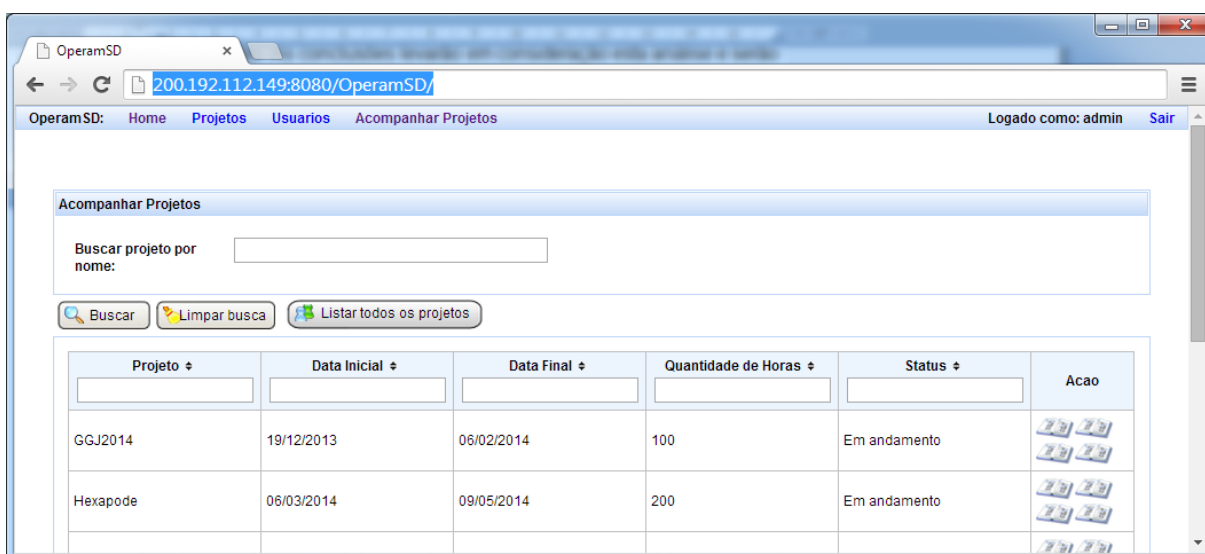 OperamSD
200.192.112.149:8080/OperamSD/
OperamSD: Home Projetos Usuarios Acompanhar Projetos Logado como: admin Sair
Acompanhar Projetos
Buscar projeto por
nome:
Buscar Limpar busca Listar todos os projetos
Projeto Data Inicial Data Final Quantidade de Horas Status Acao
GGJ2014 19/12/2013 06/02/2014 100 Em andamento
Hexapode 06/03/2014 09/05/2014 200 Em andamento